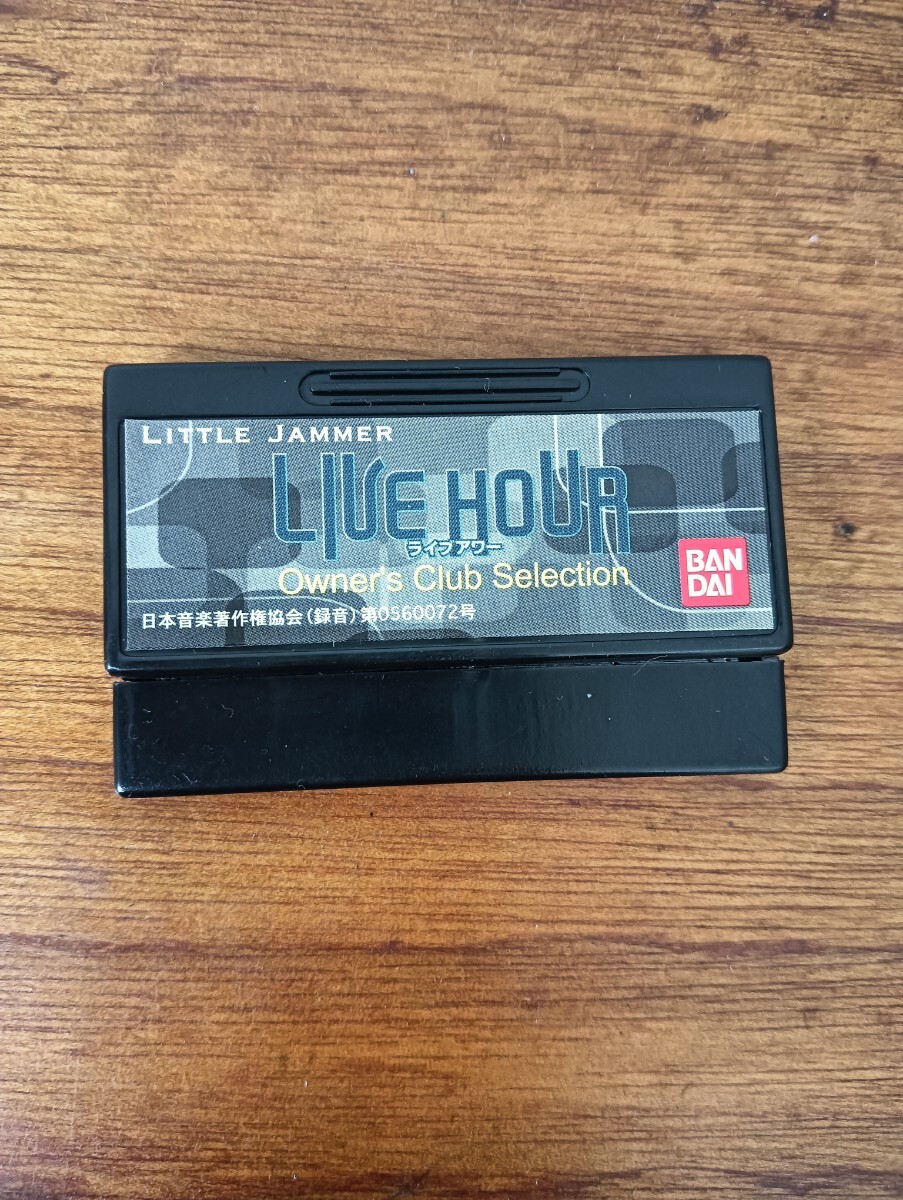 LITTLE JAMMER
LIVE HOUR
ライブアワー
Owner's Club Selection
BAN
DAI
日本音楽著作権協会(録音)第0560072号